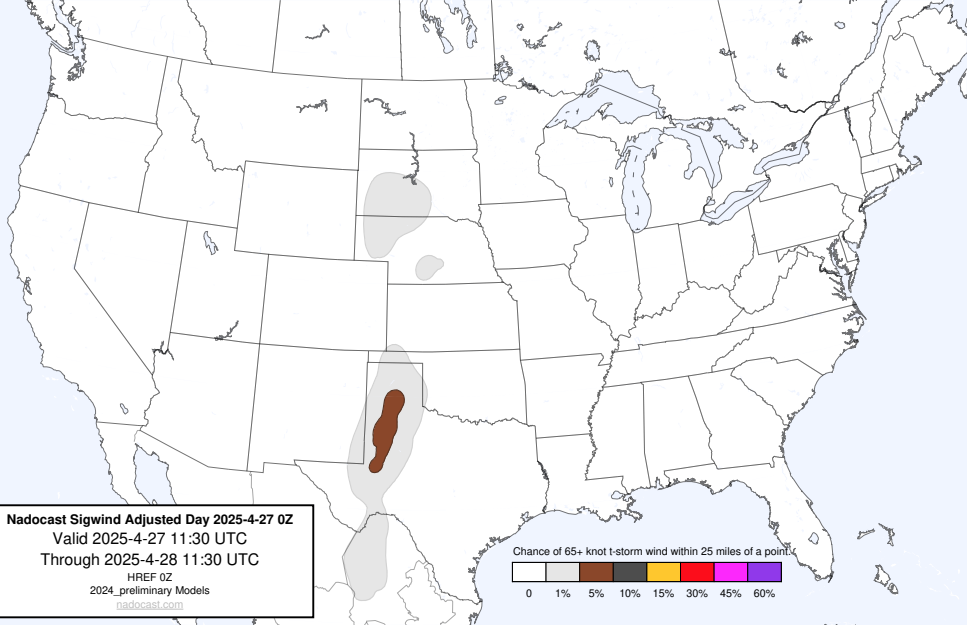 Nadocast Sigwind Adjusted Day 2025-4-27 0Z
Valid 2025-4-27 11:30 UTC
Through 2025-4-28 11:30 UTC
HREF 0Z
2024_preliminary Models
nadocast.com
Chance of 65+ knot t-storm wind within 25 miles of a point.
0 1% 5% 10% 15% 30% 45% 60%